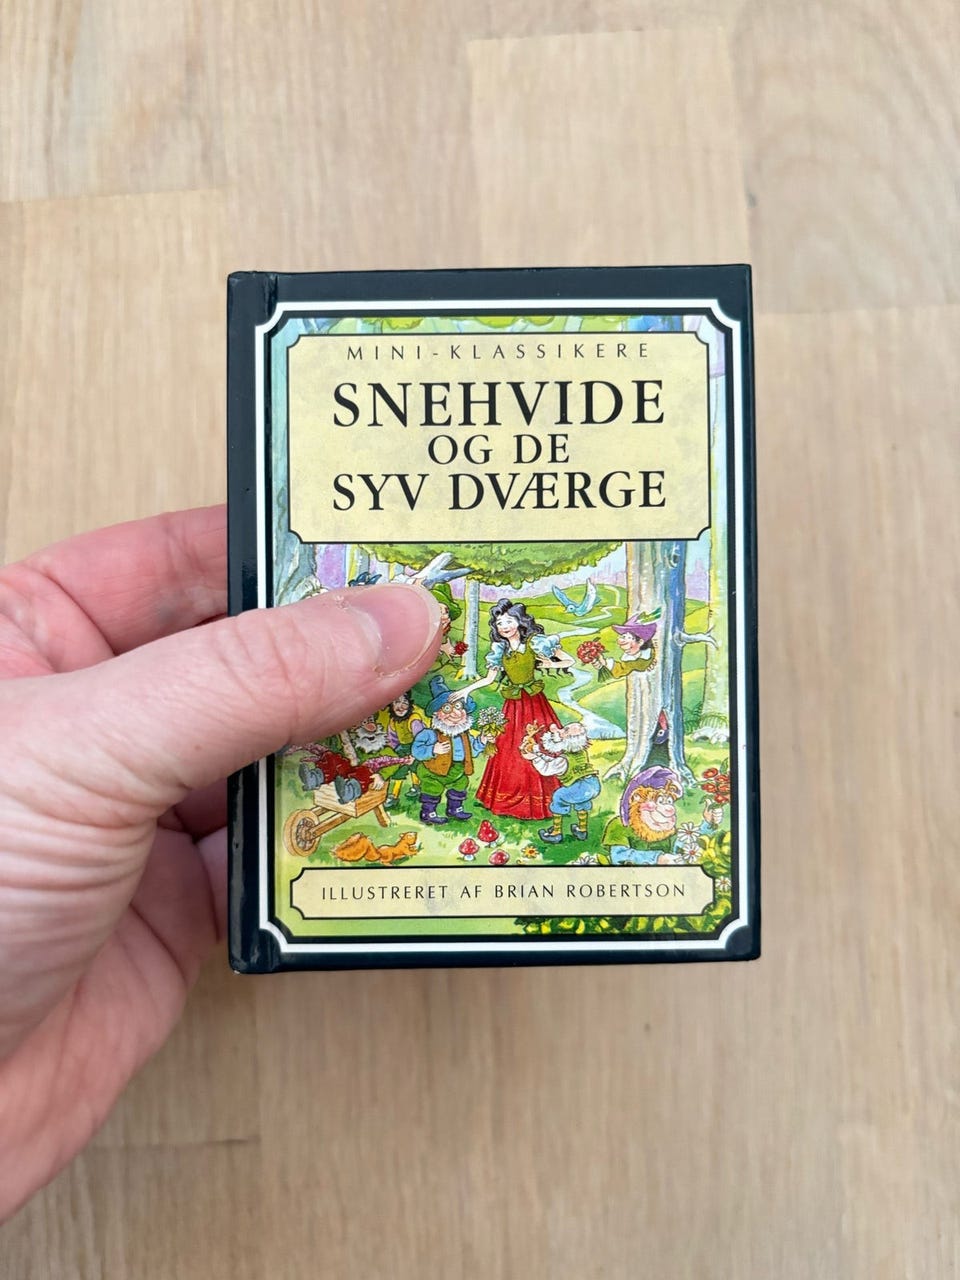 MINI-KLASSIKERE
SNEHVIDE
OG DE
SYV DVÆRGE
ILLUSTRERET AF BRIAN ROBERTSON